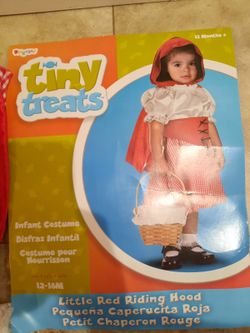 12 Months +
tiny
treats
Infant Costume
Disfraz Infantil
Costume pour
Nourrisson
12-18M
Little Red Riding Hood
Pequeña Caperucita Roja
Petit Chaperon Rouge